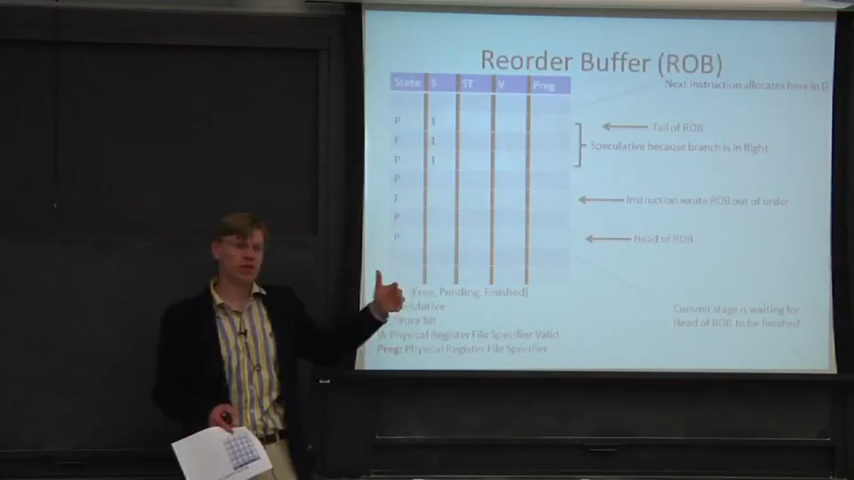 Reorder Buffer (ROB)
State S ST V Preg
Next instruction allocates here in D
P 1
Tail of ROB
F 1
Speculative because branch is in flight
P 1
P
F
Instruction wrote ROB out of order
P
P
Head of ROB
[Free, Pending, Finished]
Commit stage is waiting for
Head of ROB to be finished
bit
V: Physical Register File Specifier Valid
Preg: Physical Register File Specifier